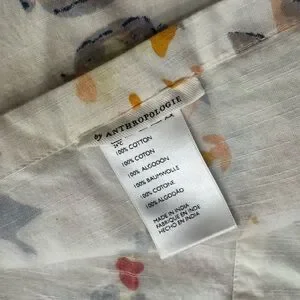 by ANTHROPOLOGIE
100% COTTON
100% COTON
100% ALGODÓN
100% BAUMWOLLE
100% COTONE
100% ALGODÃO
MADE IN INDIA
FABRIQUÉ EN INDE
HECHO EN INDIA